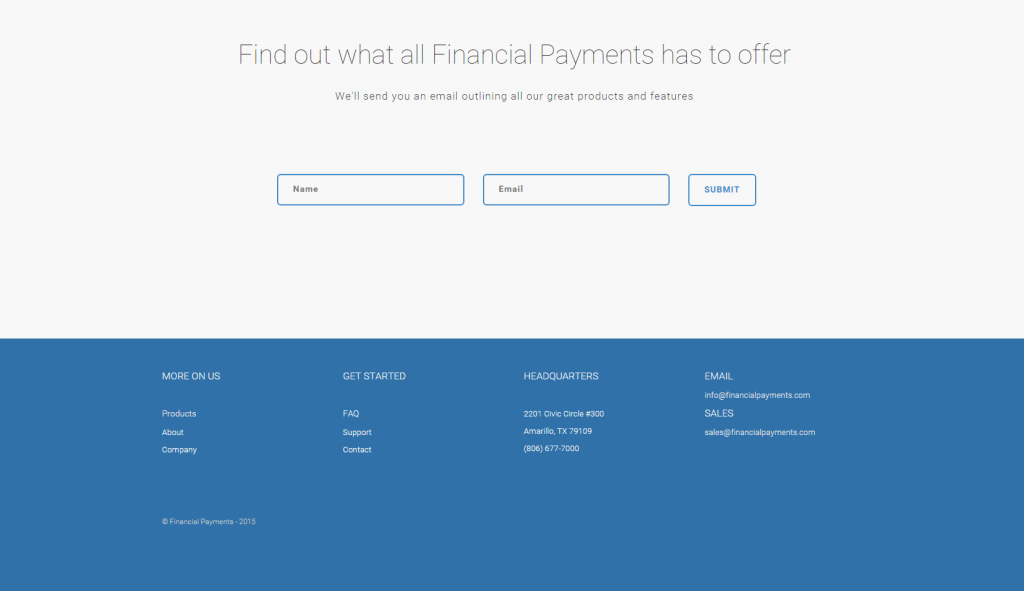 Find out what all Financial Payments has to offer
We'll send you an email outlining all our great products and features
Name
Email
SUBMIT
MORE ON US
Products
About
Company
GET STARTED
FAQ
Support
Contact
HEADQUARTERS
2201 Civic Circle #300
Amarillo, TX 79109
(806) 677-7000
EMAIL
info@financialpayments.com
SALES
sales@financialpayments.com
© Financial Payments - 2015